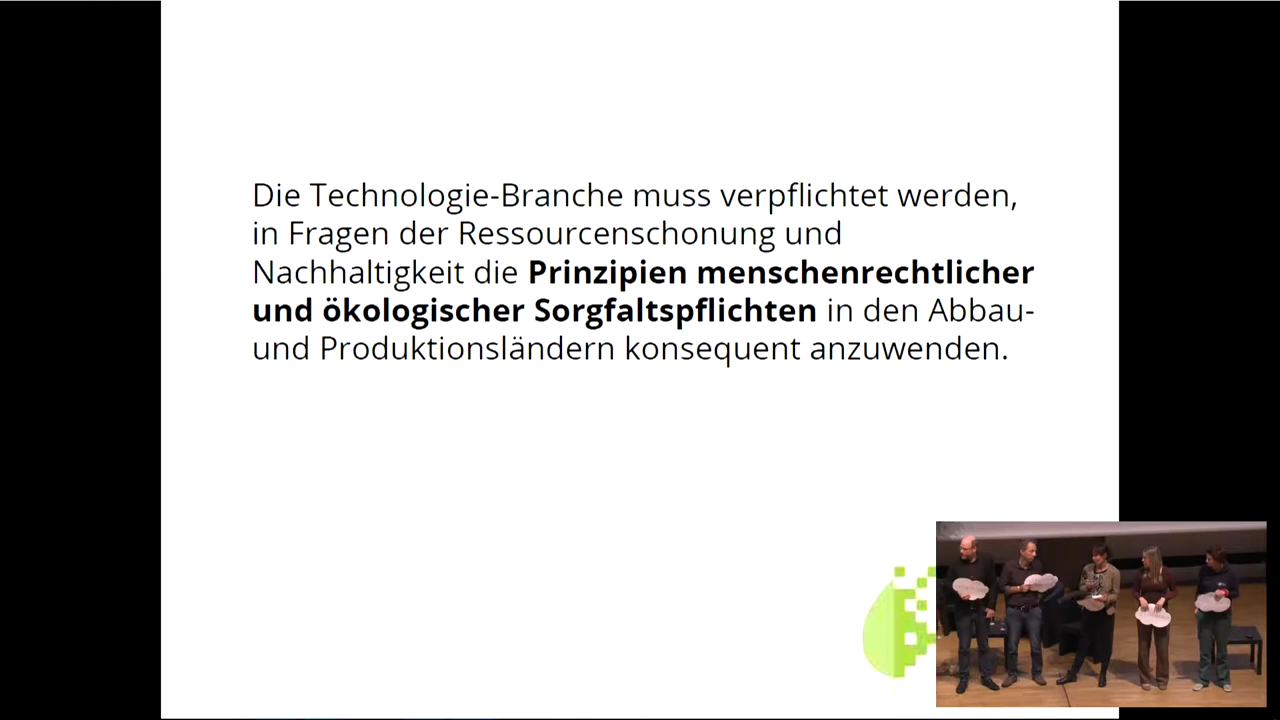 Die Technologie-Branche muss verpflichtet werden,
in Fragen der Ressourcenschonung und
Nachhaltigkeit die Prinzipien menschenrechtlicher
und ökologischer Sorgfaltspflichten in den Abbau-
und Produktionsländern konsequent anzuwenden.